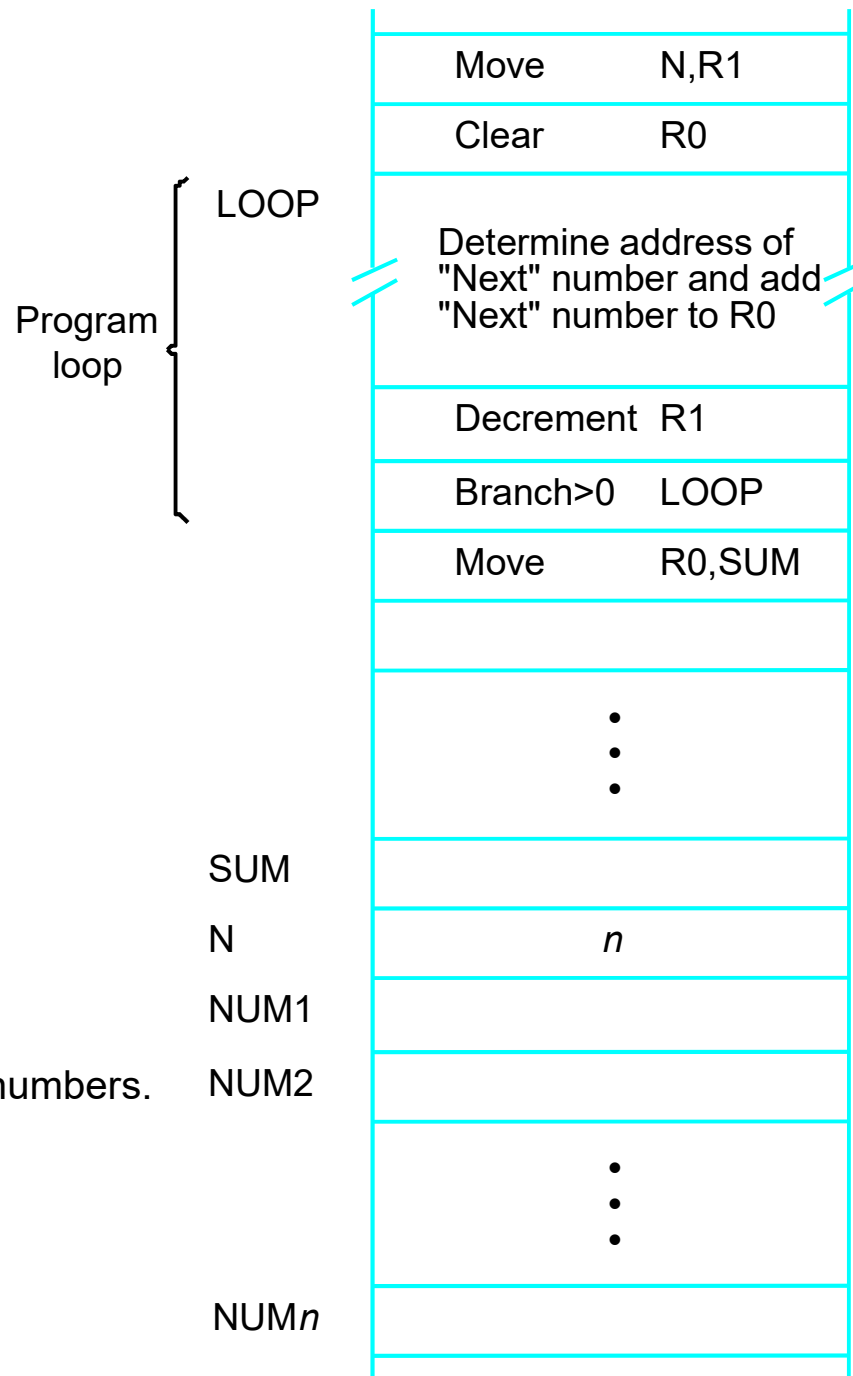 Move N,R1
Clear R0
LOOP
Determine address of
"Next" number and add
"Next" number to R0
Program
loop
Decrement R1
Branch>0 LOOP
Move R0,SUM
•
•
•
SUM
N n
NUM1
numbers. NUM2
•
•
•
NUMn